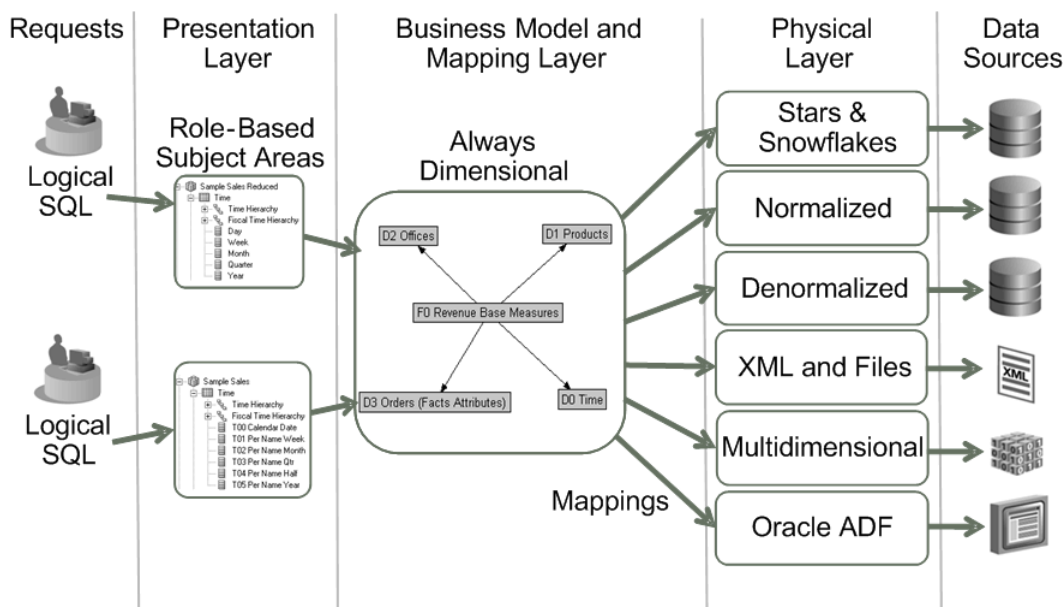 Requests
Presentation
Layer
Business Model and
Mapping Layer
Physical
Layer
Data
Sources
Logical
SQL
Logical
SQL
Role-Based
Subject Areas
Sample Sales Reduced
Time
Time Hierarchy
Fiscal Time Hierarchy
Day
Week
Month
Quarter
Year
Sample Sales
Time
Time Hierarchy
Fiscal Time Hierarchy
T00 Calendar Date
T01 Per Name Week
T02 Per Name Month
T03 Per Name Qtr
T04 Per Name Half
T05 Per Name Year
Always
Dimensional
D2 Offices
D1 Products
F0 Revenue Base Measures
D3 Orders (Facts Attributes)
D0 Time
Mappings
Stars &
Snowflakes
Normalized
Denormalized
XML and Files
Multidimensional
Oracle ADF
XML